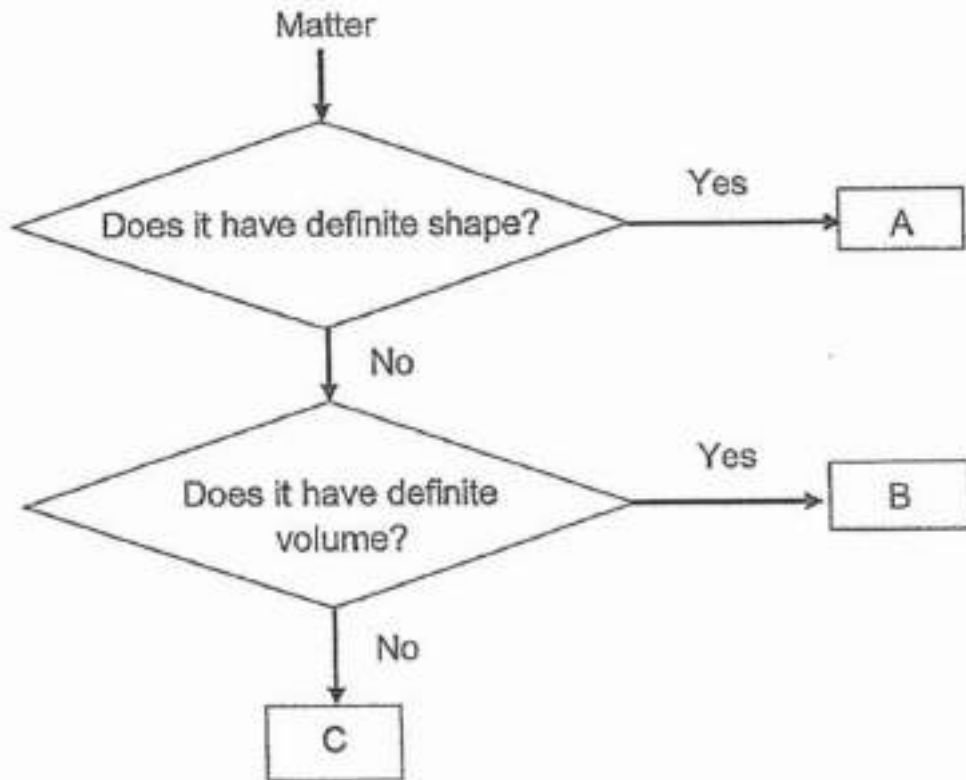 Matter
Does it have definite shape?
Yes
A
No
Does it have definite
volume?
Yes
B
No
C